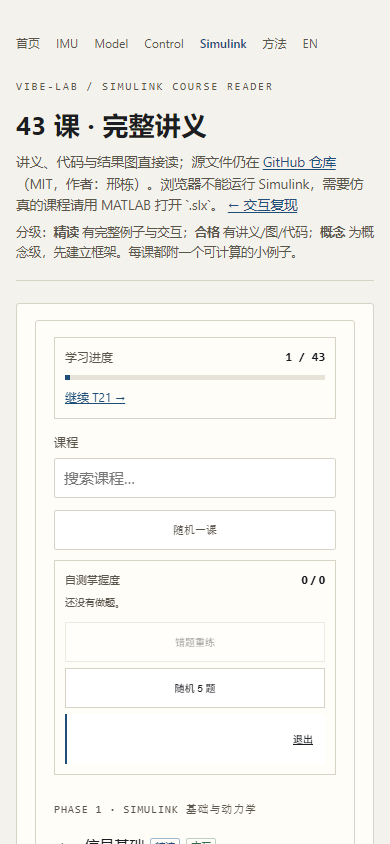 首页 IMU Model Control Simulink 方法 EN
VIBE-LAB / SIMULINK COURSE READER
43 课 · 完整讲义
讲义、代码与结果图直接读；源文件仍在 GitHub 仓库
（MIT，作者：邢栋）。浏览器不能运行 Simulink，需要仿
真的课程请用 MATLAB 打开 `.slx`。 ← 交互复现
分级：精读 有完整例子与交互；合格 有讲义/图/代码；概念 为概
念级，先建立框架。每课都附一个可计算的小例子。
学习进度 1 / 43
继续 T21 →
课程
搜索课程...
随机一课
自测掌握度 0 / 0
还没有做题。
错题重练
随机 5 题
退出
PHASE 1 · SIMULINK 基础与动力学